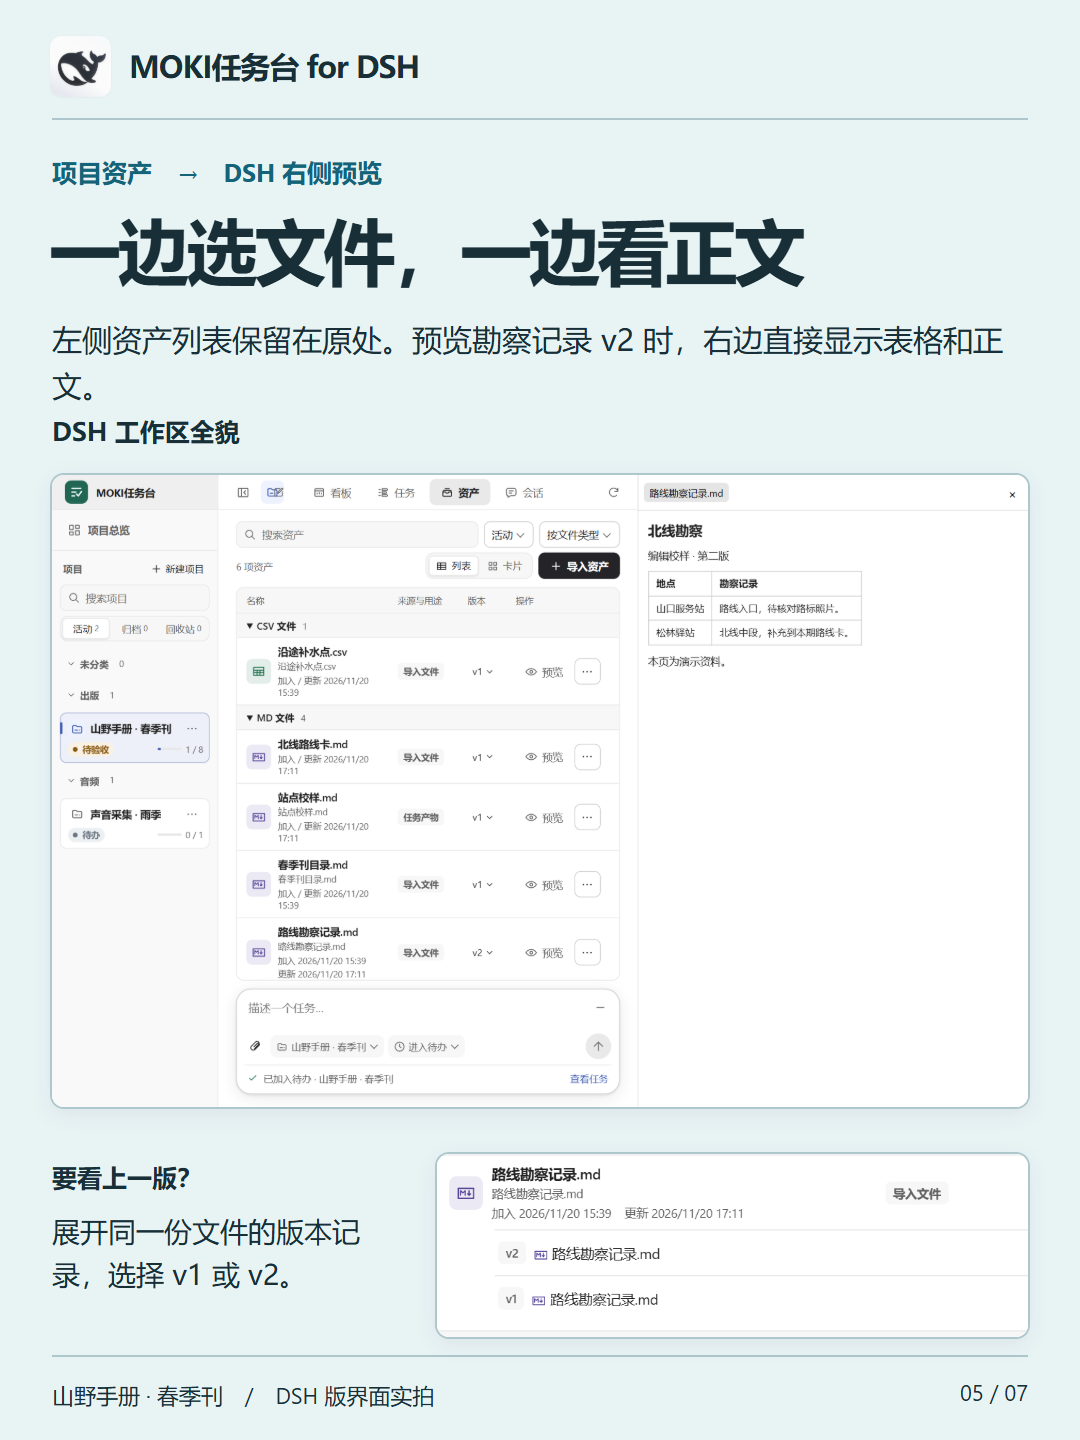 MOKI任务台 for DSH
项目资产 → DSH 右侧预览
一边选文件，一边看正文
左侧资产列表保留在原处。预览勘察记录 v2 时，右边直接显示表格和正
文。
DSH 工作区全貌
MOKI任务台
项目总览
项目
+ 新建项目
搜索项目
活动 2 归档 0 回收站 0
未分类 0
出版 1
山野手册 · 春季刊 ...
待验收 1 / 8
音频 1
声音采集 · 雨季 ...
待办 0 / 1
看板 任务 资产 会话
搜索资产 活动 按文件类型
6 项资产 列表 卡片 + 导入资产
名称 来源与用途 版本 操作
CSV 文件 1
沿途补水点.csv
沿途补水点.csv
加入 / 更新 2026/11/20
15:39
导入文件 v1 预览 ...
MD 文件 4
北线路线卡.md
加入 / 更新 2026/11/20
17:11
导入文件 v1 预览 ...
站点校样.md
站点校样.md
加入 / 更新 2026/11/20
17:11
任务产物 v1 预览 ...
春季刊目录.md
春季刊目录.md
加入 / 更新 2026/11/20
15:39
导入文件 v1 预览 ...
路线勘察记录.md
路线勘察记录.md
加入 2026/11/20 15:39
更新 2026/11/20 17:11
导入文件 v2 预览 ...
描述一个任务...
山野手册 · 春季刊 进入待办
已加入待办 · 山野手册 · 春季刊 查看任务
路线勘察记录.md ×
北线勘察
编辑校样 · 第二版
地点 勘察记录
山口服务站 路线入口，待核对路标照片。
松林驿站 北线中段，补充到本期路线卡。
本页为演示资料。
要看上一版？
展开同一份文件的版本记
录，选择 v1 或 v2。
路线勘察记录.md
路线勘察记录.md
加入 2026/11/20 15:39 更新 2026/11/20 17:11
导入文件
v2 路线勘察记录.md
v1 路线勘察记录.md
山野手册 · 春季刊 / DSH 版界面实拍
05 / 07